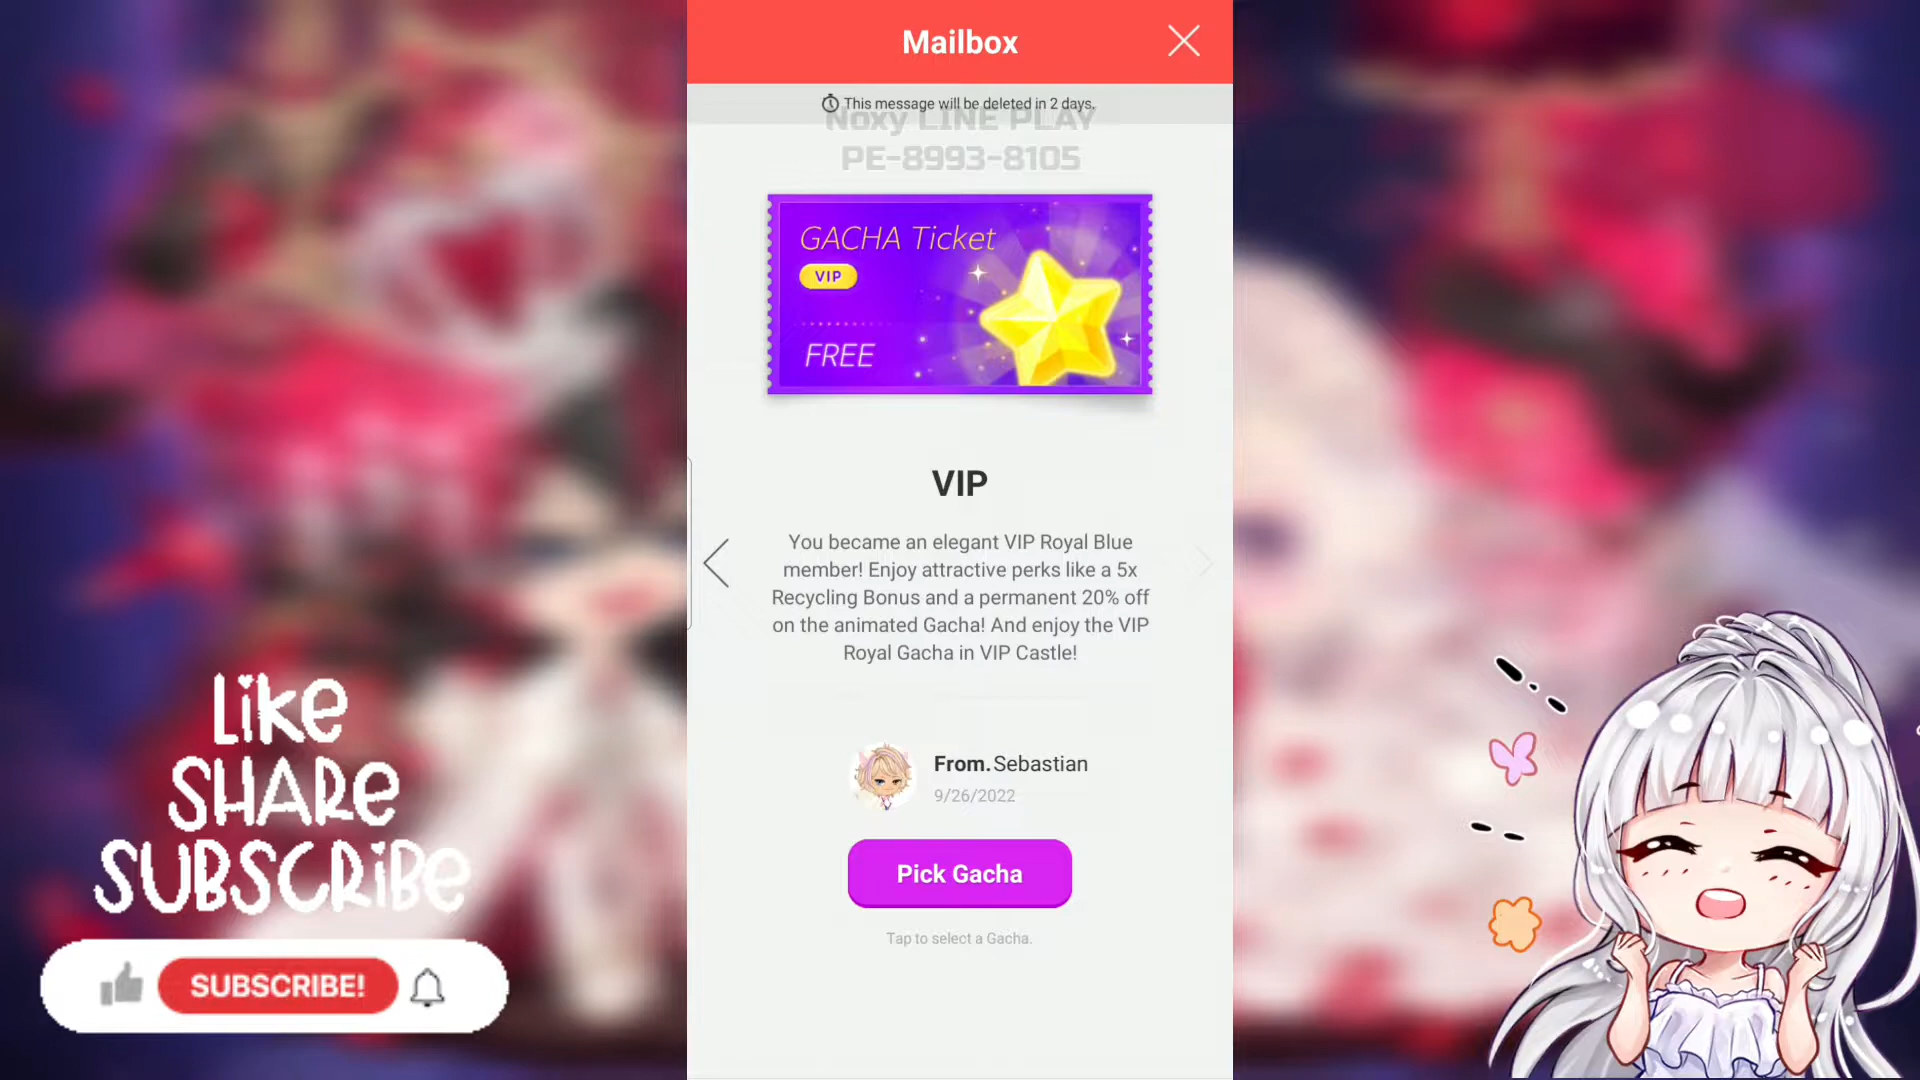 Mailbox
This message will be deleted in 2 days.
Noxy LINE PLAY
PE-8993-8105
GACHA Ticket
VIP
FREE
VIP
You became an elegant VIP Royal Blue
member! Enjoy attractive perks like a 5x
Recycling Bonus and a permanent 20% off
on the animated Gacha! And enjoy the VIP
Royal Gacha in VIP Castle!
From. Sebastian
9/26/2022
Pick Gacha
Tap to select a Gacha.
LiKe
SHARe
SUBSCRiBe
SUBSCRIBE!